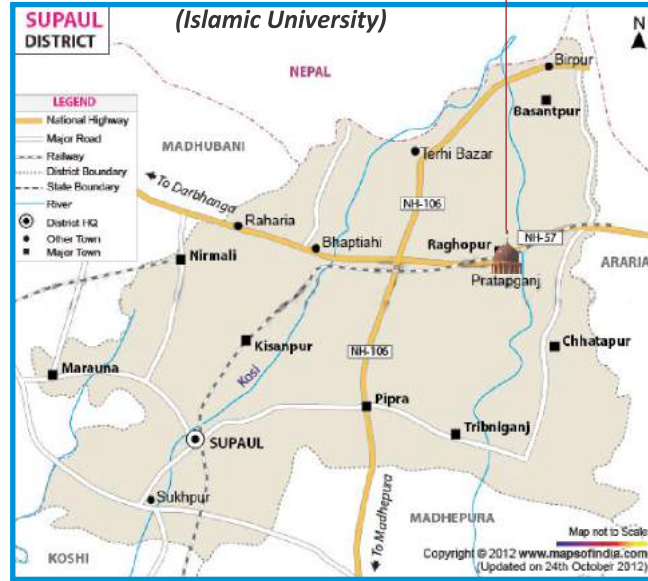 (Islamic University)
SUPAUL
DISTRICT
N
NEPAL
Birpur
Basantpur
LEGEND
National Highway
Major Road
Railway
District Boundary
State Boundary
River
District HQ
Other Town
Major Town
MADHUBANI
Terhi Bazar
To Darbhanga
NH-106
Raharia
Bhaptiahi
Raghopur
NH-57
Nirmali
Pratapganj
ARARIA
Kisanpur
NH-106
Chhatapur
Marauna
Kosi
Pipra
SUPAUL
Tribniganj
Sukhpur
MADHEPURA
To Madhepura
KOSHI
Map not to Scale
Copyright © 2012 www.mapsofindia.com
(Updated on 24th October 2012)